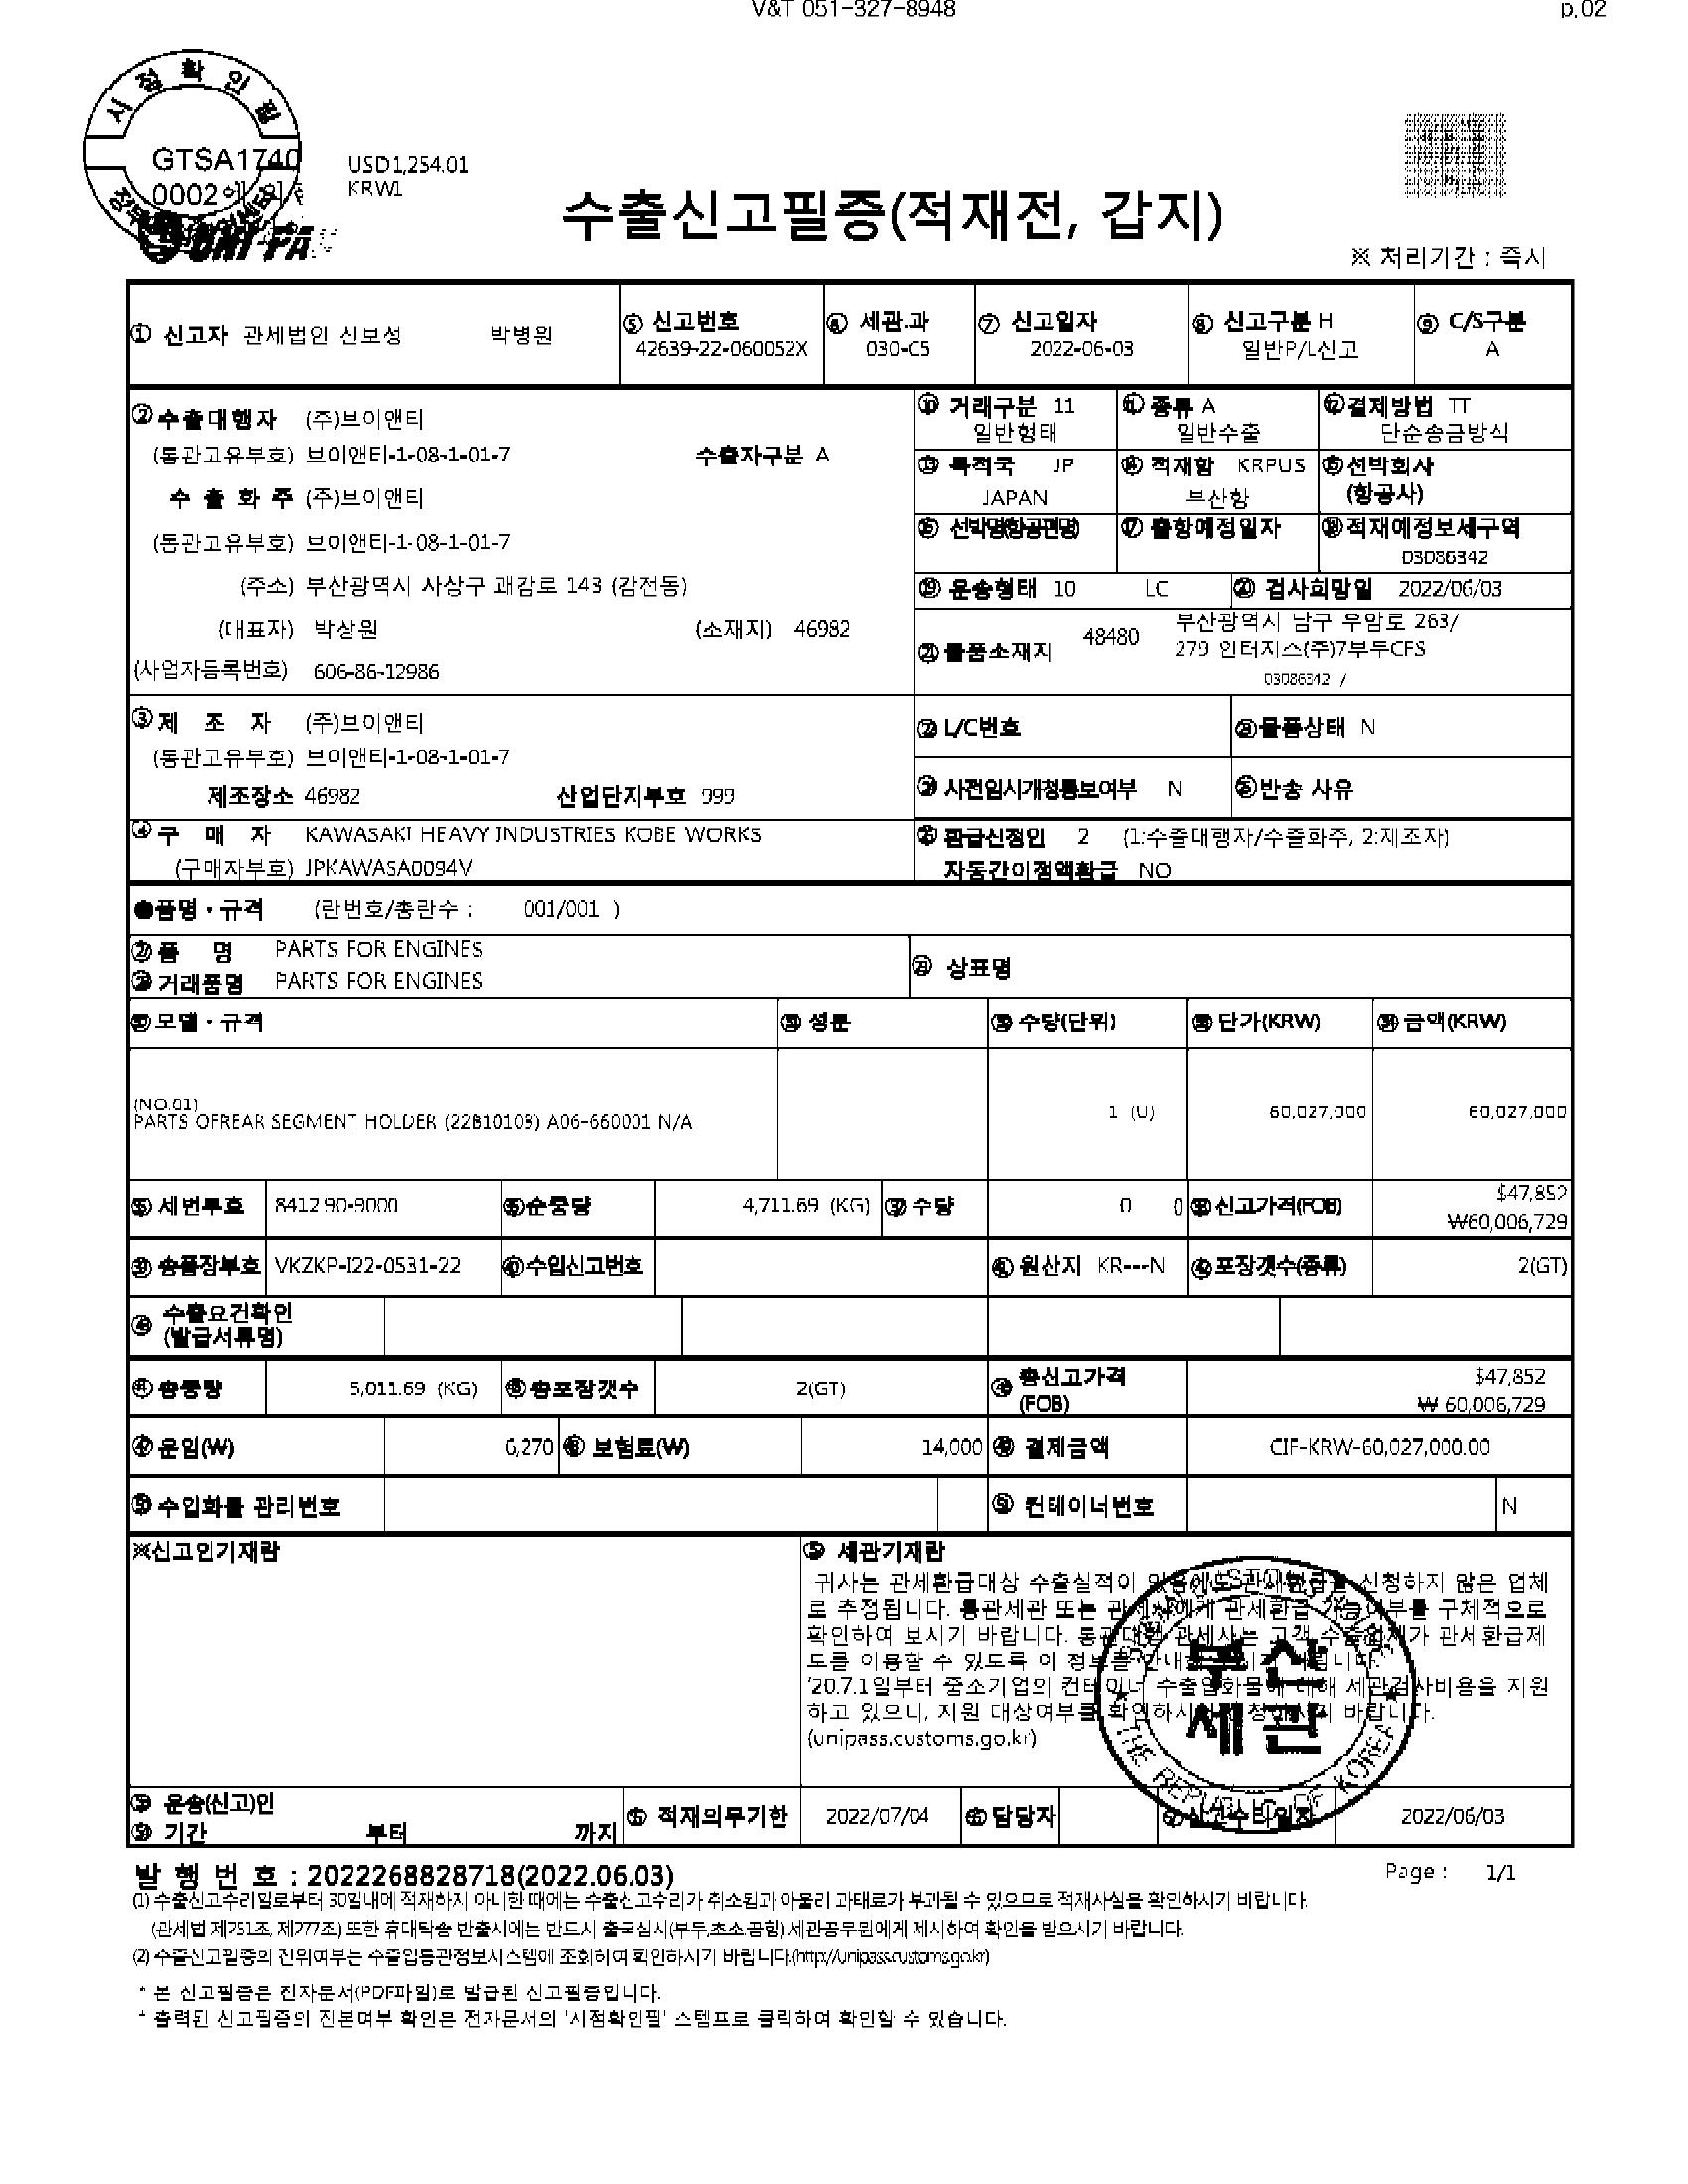 V&T 051-327-8948 p.02
시점확인필
GTSA1740
0002
USD1,254.01
KRW1
수출신고필증(적재전, 갑지)
※ 처리기간 : 즉시
① 신고자 관세법인 신보성 박병원
⑤ 신고번호
42639-22-060052X
⑥ 세관.과
030-C5
⑦ 신고일자
2022-06-03
⑧ 신고구분 H
일반P/L신고
⑨ C/S구분
A
②수출대행자 (주)브이앤티
(통관고유부호) 브이앤티-1-08-1-01-7 수출자구분 A
수 출 화 주 (주)브이앤티
(통관고유부호) 브이앤티-1-08-1-01-7
(주소) 부산광역시 사상구 괘감로 143 (감전동)
(대표자) 박상원 (소재지) 46982
(사업자등록번호) 606-86-12986
⑩ 거래구분 11
일반형태
⑪ 종류 A
일반수출
⑫결제방법 TT
단순송금방식
⑬ 목적국 JP
JAPAN
⑭ 적재항 KRPUS
부산항
⑮선박회사
(항공사)
⑯ 선박명(항공편명)
⑰ 출항예정일자
⑱적재예정보세구역
03086342
⑲ 운송형태 10 LC
⑳ 검사희망일 2022/06/03
㉑ 물품소재지 48480 부산광역시 남구 우암로 263/
279 인터지스(주)7부두CFS
03086342 /
③제 조 자 (주)브이앤티
(통관고유부호) 브이앤티-1-08-1-01-7
제조장소 46982 산업단지부호 999
㉒ L/C번호
㉓물품상태 N
㉔ 사전임시개청통보여부 N
㉕반송 사유
④구 매 자 KAWASAKI HEAVY INDUSTRIES KOBE WORKS
(구매자부호) JPKAWASA0094V
㉖ 환급신청인 2 (1:수출대행자/수출화주, 2:제조자)
자동간이정액환급 NO
●품명・규격 (란번호/총란수 : 001/001 )
㉗품 명 PARTS FOR ENGINES
㉘거래품명 PARTS FOR ENGINES
㉙ 상표명
㉚모델・규격
㉛ 성분
㉜ 수량(단위)
㉝ 단가(KRW)
㉞ 금액(KRW)
(NO.01)
PARTS OFREAR SEGMENT HOLDER (22B10109) A06-660001 N/A
1 (U) 60,027,000 60,027,000
㉟ 세번부호 8412.90-9000
㊱순중량 4,711.69 (KG)
㊲ 수량 0 0
㊳신고가격(FOB) $47,852
₩60,006,729
㊴ 송품장부호 VKZKP-I22-0531-22
㊵수입신고번호
㊶ 원산지 KR---N
㊷포장갯수(종류) 2(GT)
㊸ 수출요건확인
(발급서류명)
㊹총중량 5,011.69 (KG)
㊺총포장갯수 2(GT)
㊻ 총신고가격
(FOB)
$47,852
₩ 60,006,729
㊼운임(₩) 6,270
㊽ 보험료(₩) 14,000
㊾ 결제금액 CIF-KRW-60,027,000.00
㊿수입화물 관리번호
컨테이너번호 N
※신고인기재란
세관기재란
귀사는 관세환급대상 수출실적이 있음에도 관세환급을 신청하지 않은 업체
로 추정됩니다. 통관세관 또는 관세사에게 관세환급 가능여부를 구체적으로
확인하여 보시기 바랍니다. 통관대행 관세사는 고객 수출업체가 관세환급제
도를 이용할 수 있도록 이 정보를 안내하 바랍니다.
'20.7.1일부터 중소기업의 컨테이너 수출입화물에 대해 세관검사비용을 지원
하고 있으니, 지원 대상여부를 확인하시 바랍니다.
(unipass.customs.go.kr)
부산
세관
THE REPUBLIC OF KOREA
운송(신고)인
기간 부터 까지
적재의무기한 2022/07/04
담당자
신고수리일자 2022/06/03
발 행 번 호 : 2022268828718(2022.06.03)
Page : 1/1
(1) 수출신고수리일로부터 30일내에 적재하지 아니한 때에는 수출신고수리가 취소됨과 아울러 과태료가 부과될 수 있으므로 적재사실을 확인하시기 바랍니다.
(관세법 제251조, 제277조) 또한 휴대탁송 반출시에는 반드시 출국심사(부두,초소,공항) 세관공무원에게 제시하여 확인을 받으시기 바랍니다.
(2) 수출신고필증의 진위여부는 수출입통관정보시스템에 조회하여 확인하시기 바랍니다.(http://unipass.customs.go.kr)
* 본 신고필증은 전자문서(PDF파일)로 발급된 신고필증입니다.
* 출력된 신고필증의 진본여부 확인은 전자문서의 '시점확인필' 스탬프로 클릭하여 확인할 수 있습니다.